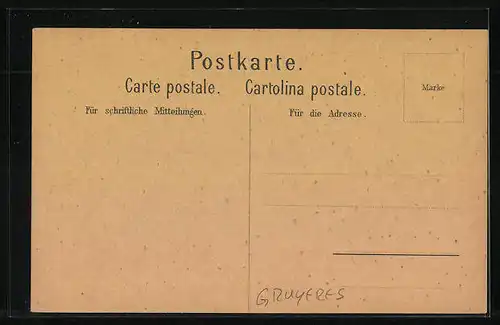 Postkarte.
Carte postale. Cartolina postale.
Für schriftliche Mitteilungen.
Für die Adresse.
Marke
GRUYERES